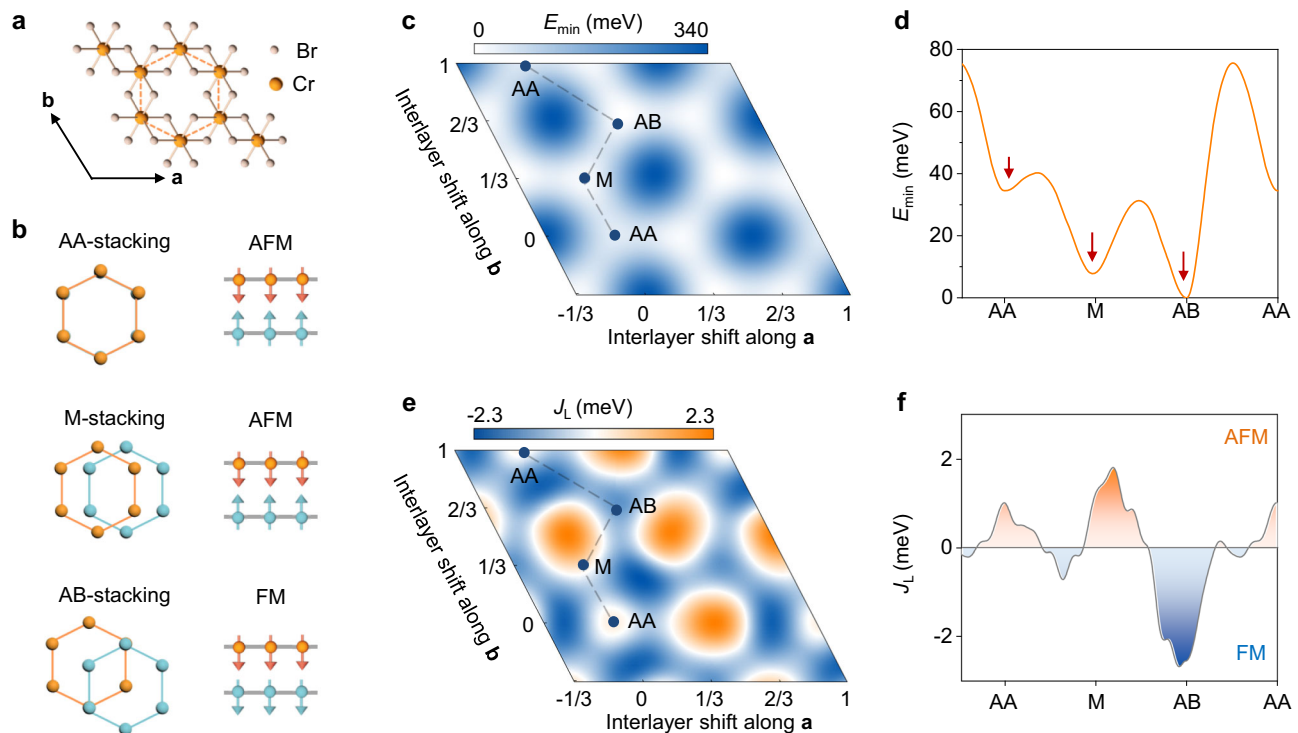 a
Br
Cr
b
a
b
AA-stacking
AFM
M-stacking
AFM
AB-stacking
FM
c
E_min (meV)
0
340
1
2/3
1/3
0
Interlayer shift along b
AA
AB
M
AA
-1/3
0
1/3
2/3
1
Interlayer shift along a
d
80
60
40
20
0
E_min (meV)
AA
M
AB
AA
e
J_L (meV)
-2.3
2.3
1
2/3
1/3
0
Interlayer shift along b
AA
AB
M
AA
-1/3
0
1/3
2/3
1
Interlayer shift along a
f
AFM
2
0
-2
J_L (meV)
FM
AA
M
AB
AA